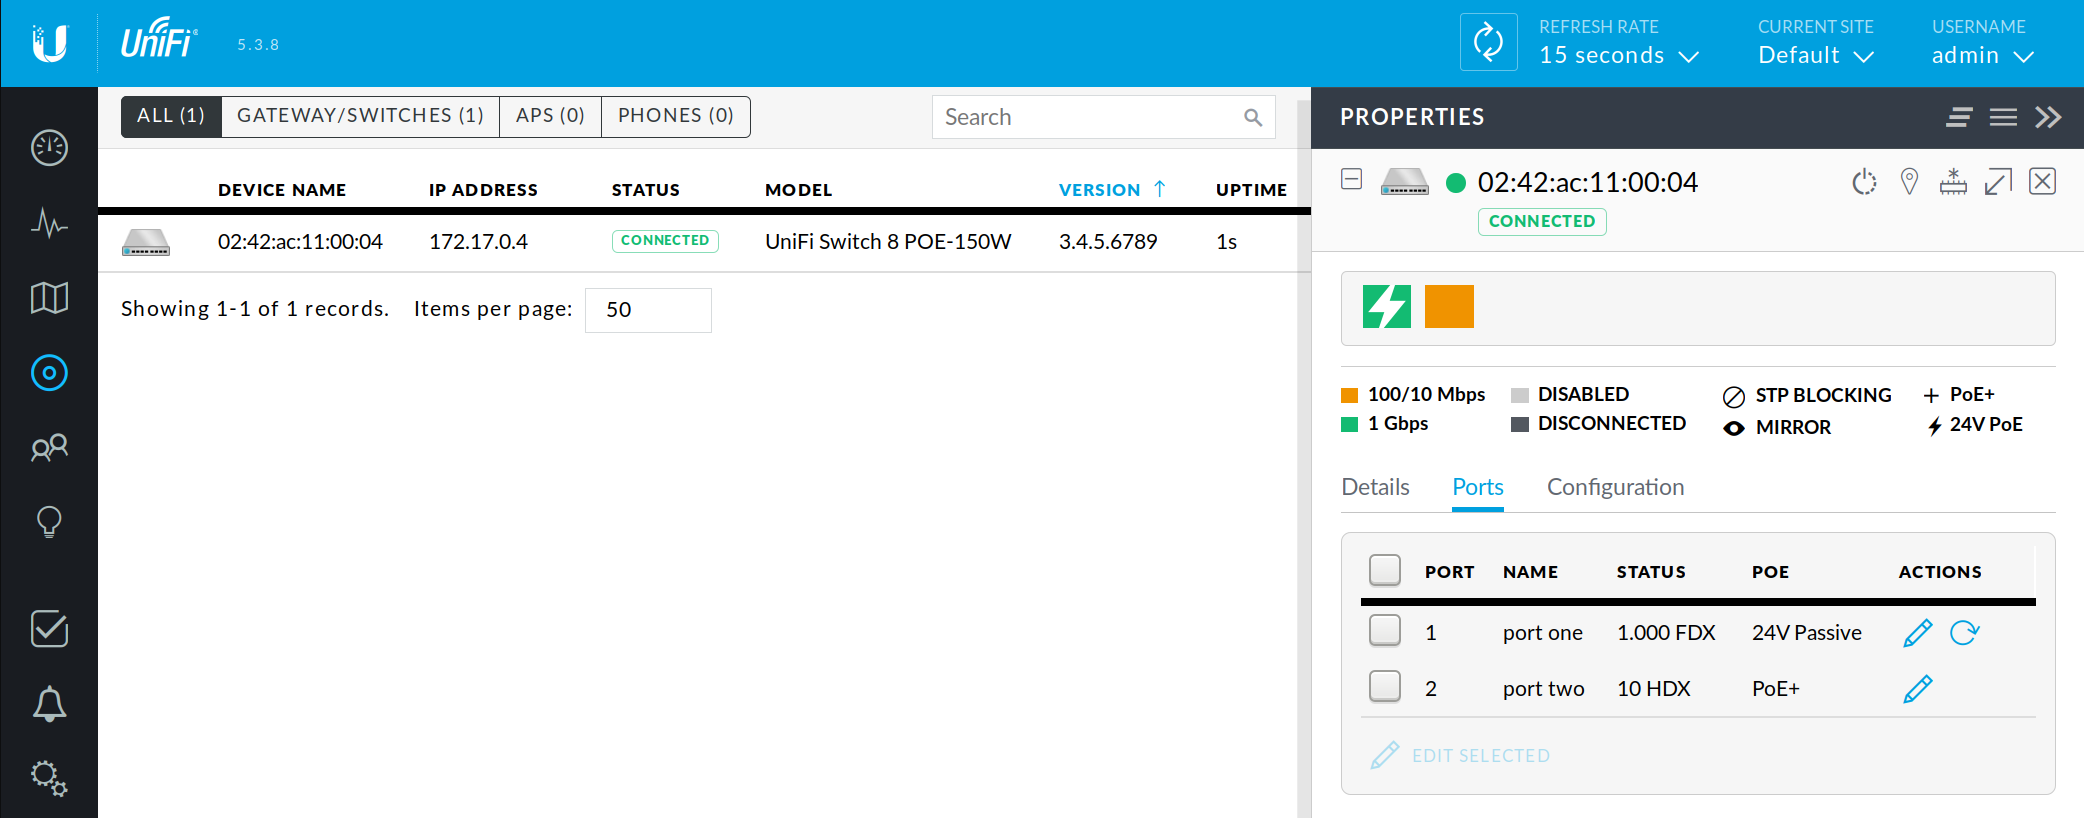 UniFi 5.3.8
REFRESH RATE
15 seconds
CURRENT SITE
Default
USERNAME
admin
ALL (1) GATEWAY/SWITCHES (1) APS (0) PHONES (0)
Search
DEVICE NAME IP ADDRESS STATUS MODEL VERSION ↑ UPTIME
02:42:ac:11:00:04 172.17.0.4 CONNECTED UniFi Switch 8 POE-150W 3.4.5.6789 1s
Showing 1-1 of 1 records. Items per page: 50
PROPERTIES
02:42:ac:11:00:04
CONNECTED
100/10 Mbps DISABLED STP BLOCKING PoE+
1 Gbps DISCONNECTED MIRROR 24V PoE
Details Ports Configuration
PORT NAME STATUS POE ACTIONS
1 port one 1.000 FDX 24V Passive
2 port two 10 HDX PoE+
EDIT SELECTED